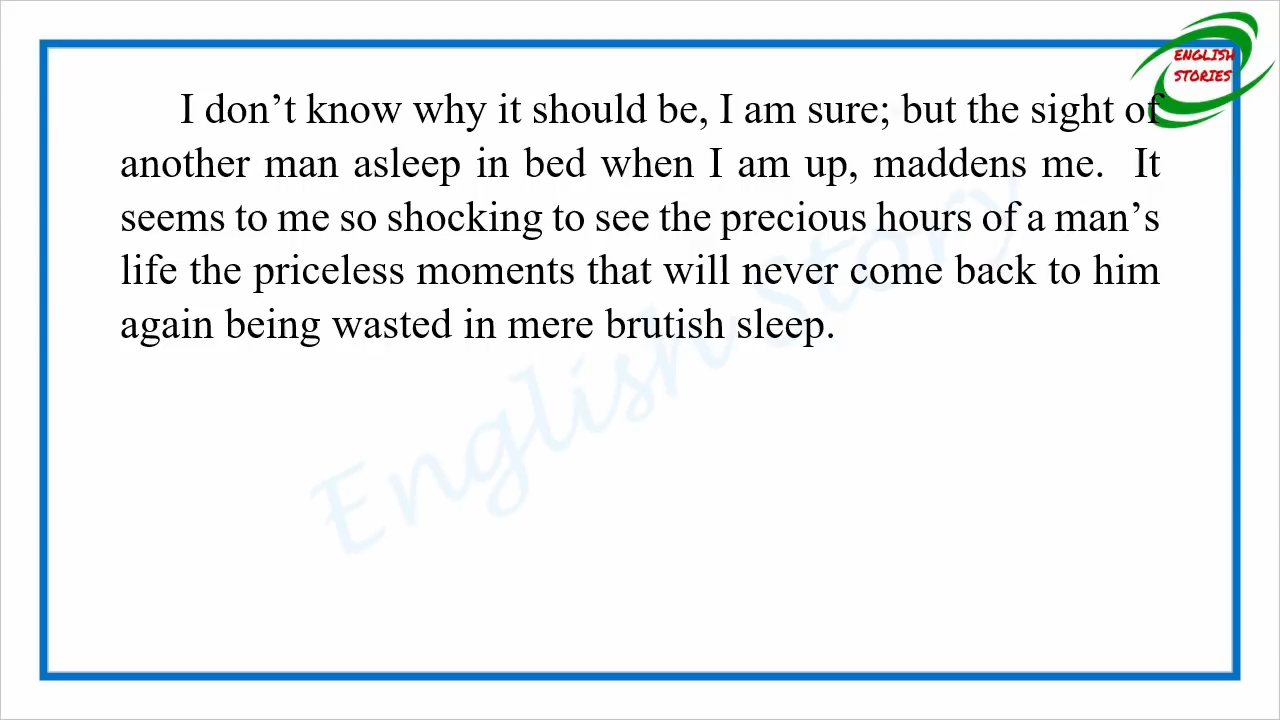 ENGLISH
STORIES
I don’t know why it should be, I am sure; but the sight of
another man asleep in bed when I am up, maddens me.  It
seems to me so shocking to see the precious hours of a man’s
life the priceless moments that will never come back to him
again being wasted in mere brutish sleep.
English Story